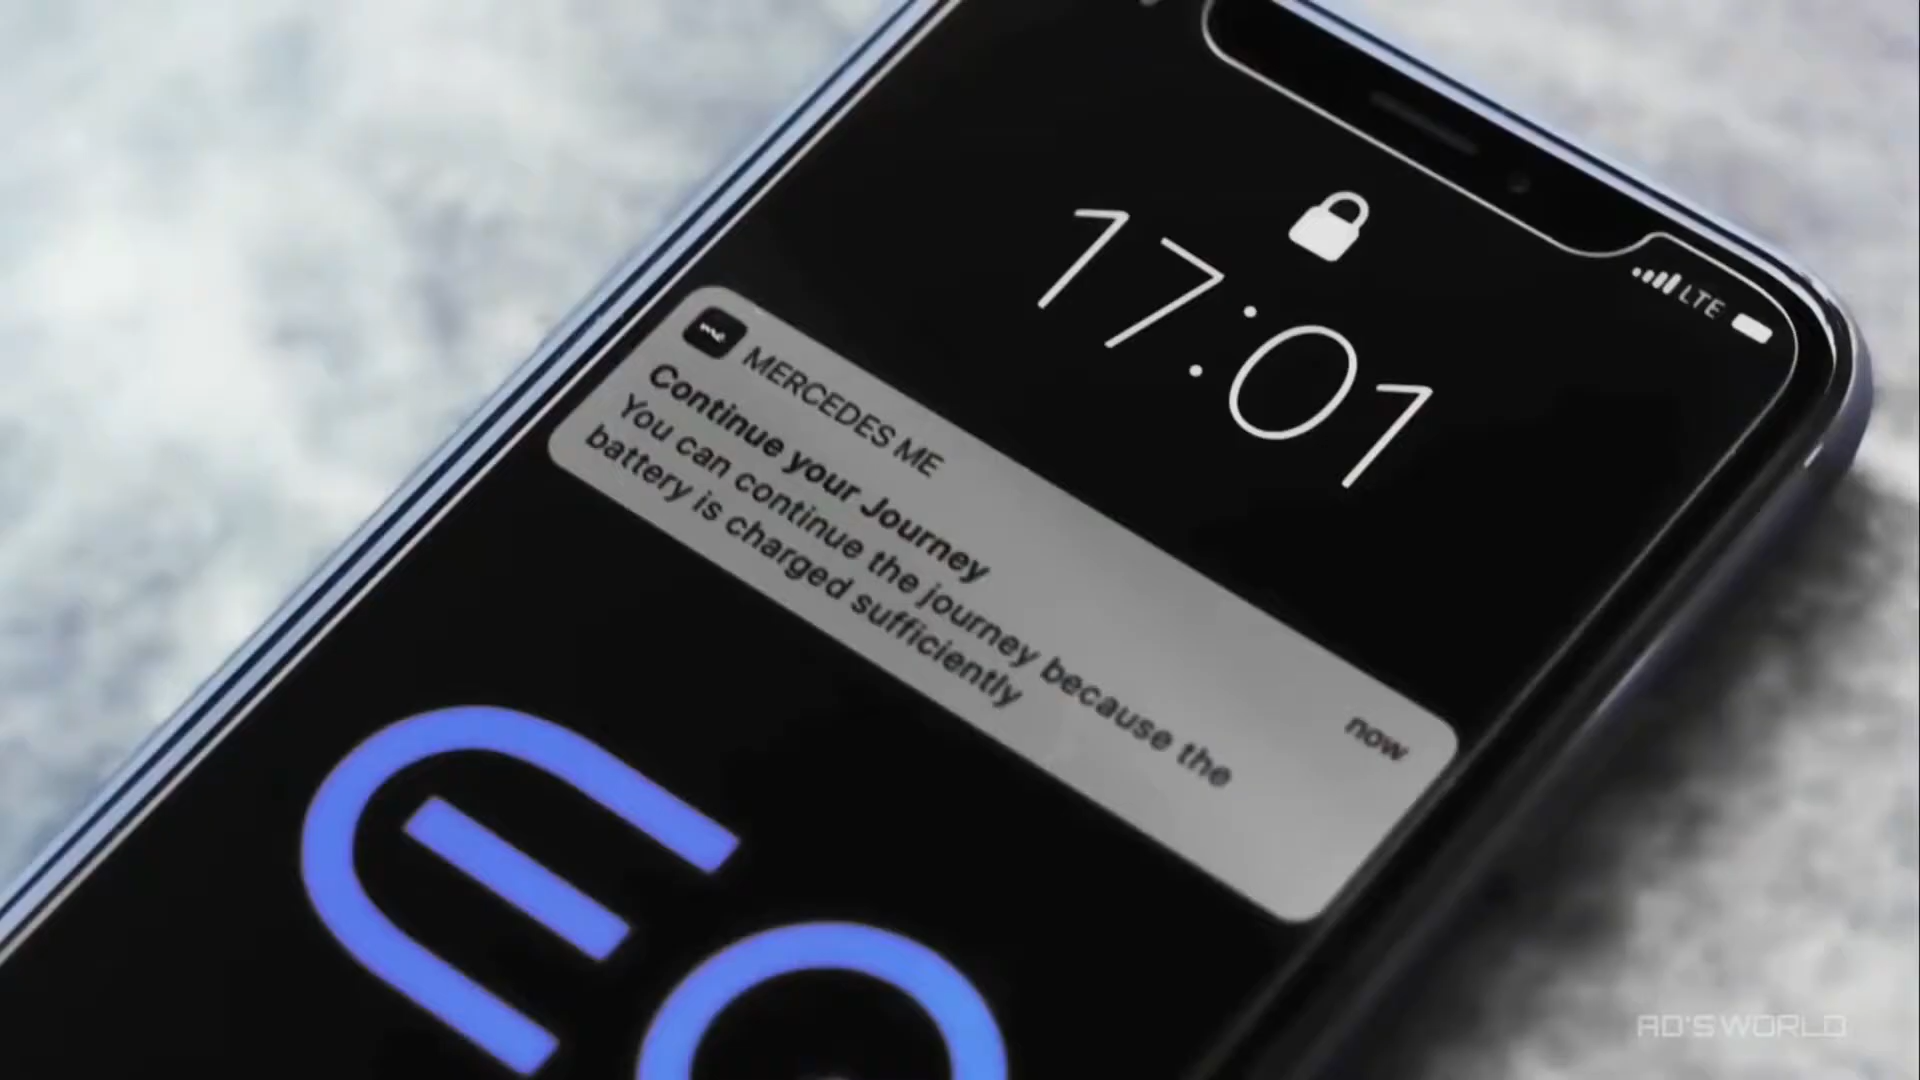 LTE
17:01
me
MERCEDES ME
now
Continue your Journey
You can continue the journey because the
battery is charged sufficiently
EQ
AD'S WORLD